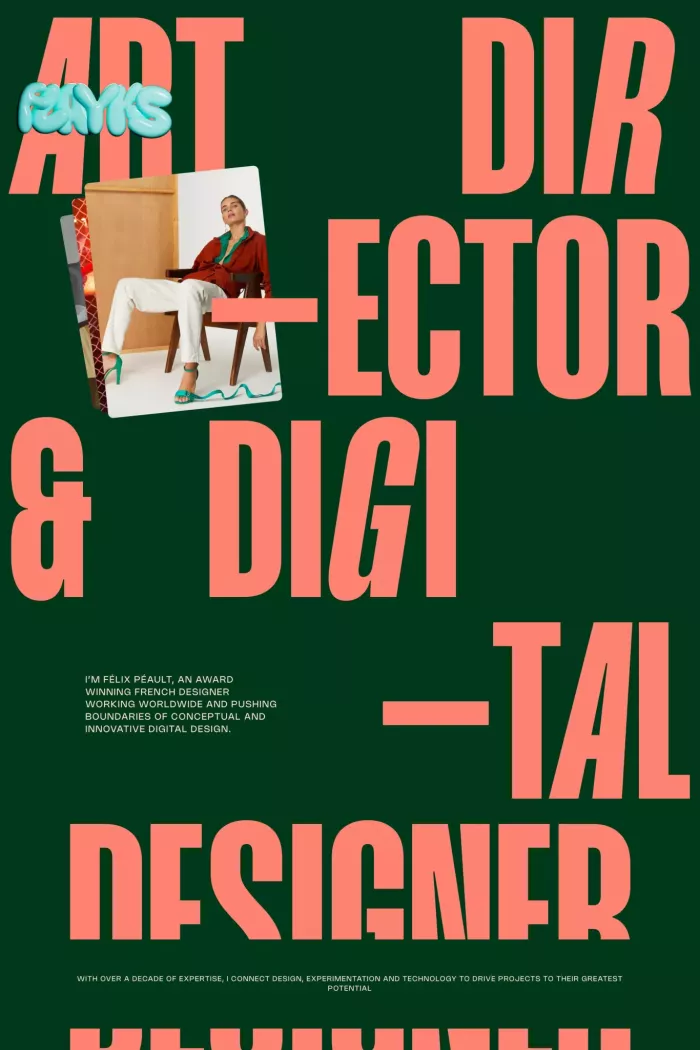 ART DIR
FLAYKS
—ECTOR
& DIGI
—TAL
I'M FÉLIX PÉAULT, AN AWARD
WINNING FRENCH DESIGNER
WORKING WORLDWIDE AND PUSHING
BOUNDARIES OF CONCEPTUAL AND
INNOVATIVE DIGITAL DESIGN.
DESIGNER
WITH OVER A DECADE OF EXPERTISE, I CONNECT DESIGN, EXPERIMENTATION AND TECHNOLOGY TO DRIVE PROJECTS TO THEIR GREATEST
POTENTIAL
DESIGNER